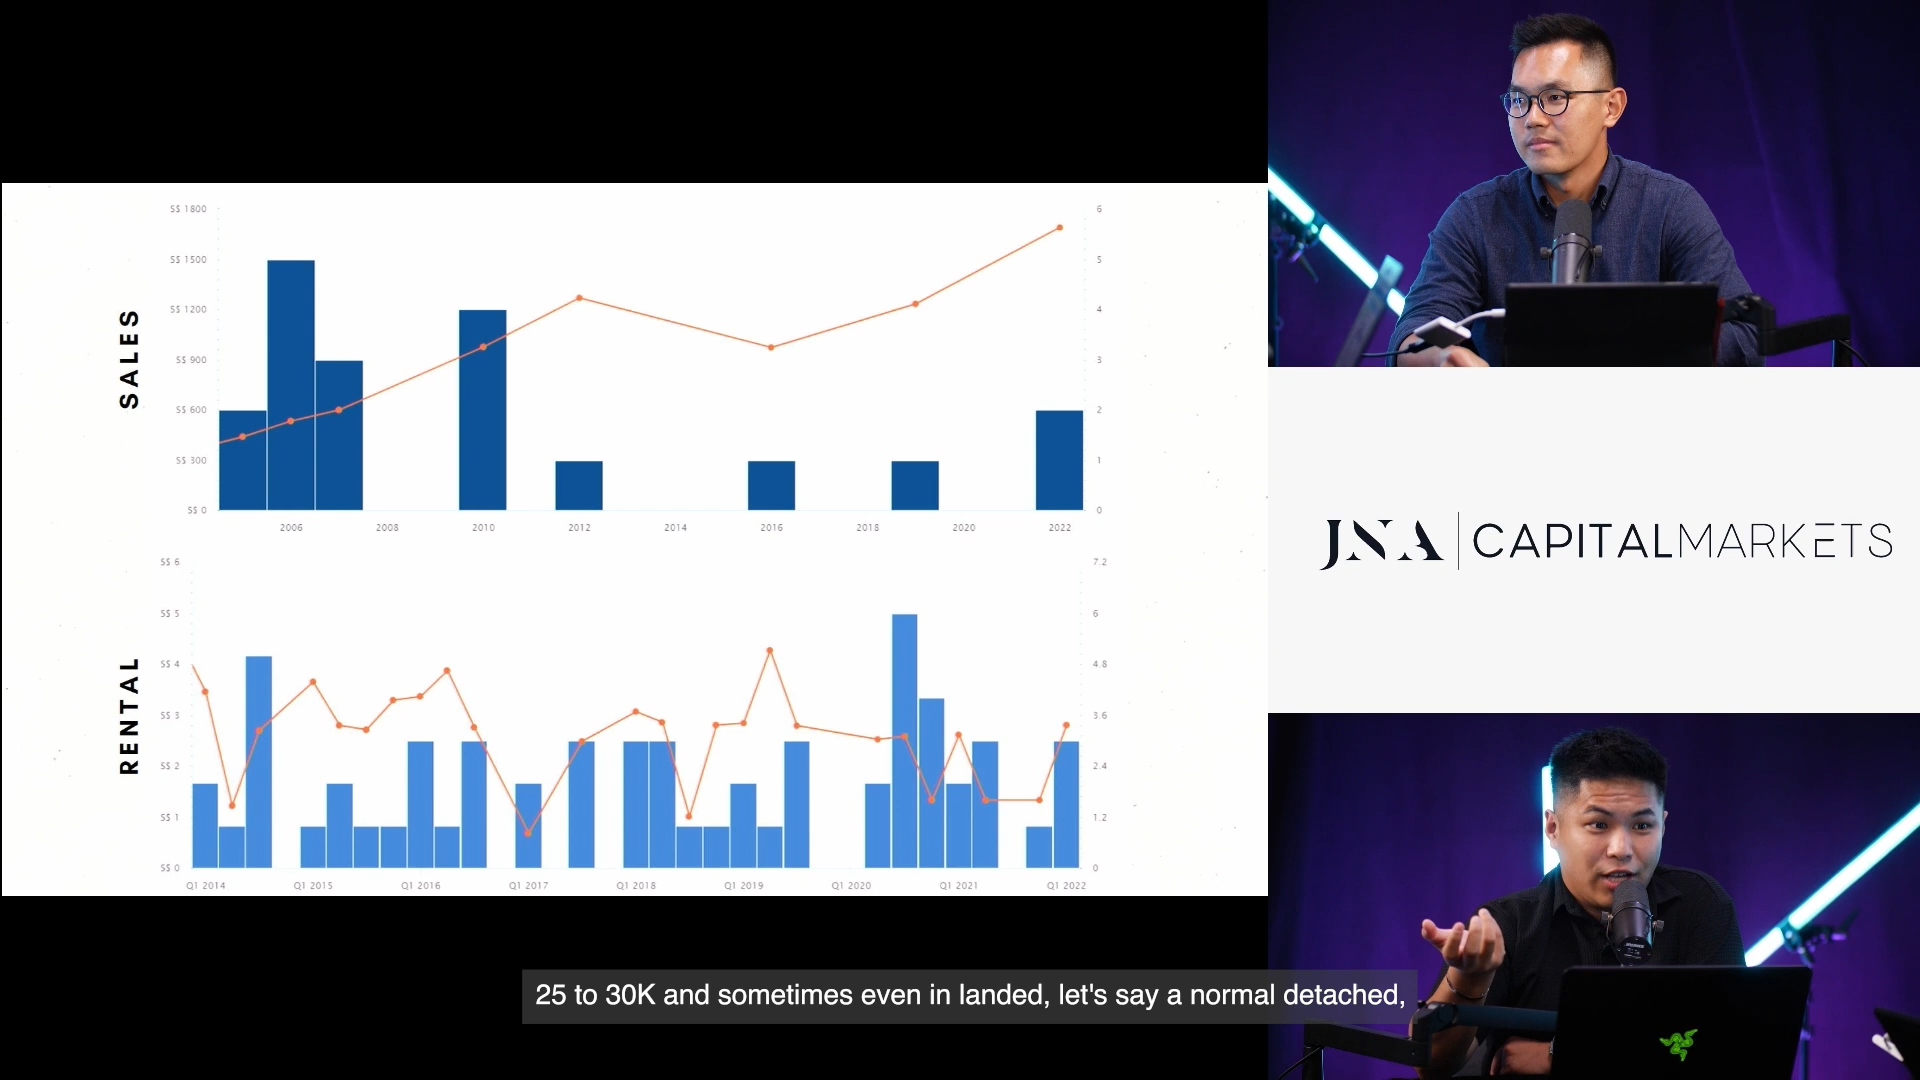 SALES
S$ 1800
S$ 1500
S$ 1200
S$ 900
S$ 600
S$ 300
S$ 0
6
5
4
3
2
1
0
2006 2008 2010 2012 2014 2016 2018 2020 2022
RENTAL
S$ 6
S$ 5
S$ 4
S$ 3
S$ 2
S$ 1
S$ 0
7.2
6
4.8
3.6
2.4
1.2
0
Q1 2014 Q1 2015 Q1 2016 Q1 2017 Q1 2018 Q1 2019 Q1 2020 Q1 2021 Q1 2022
JNA | CAPITALMARKETS
25 to 30K and sometimes even in landed, let's say a normal detached,